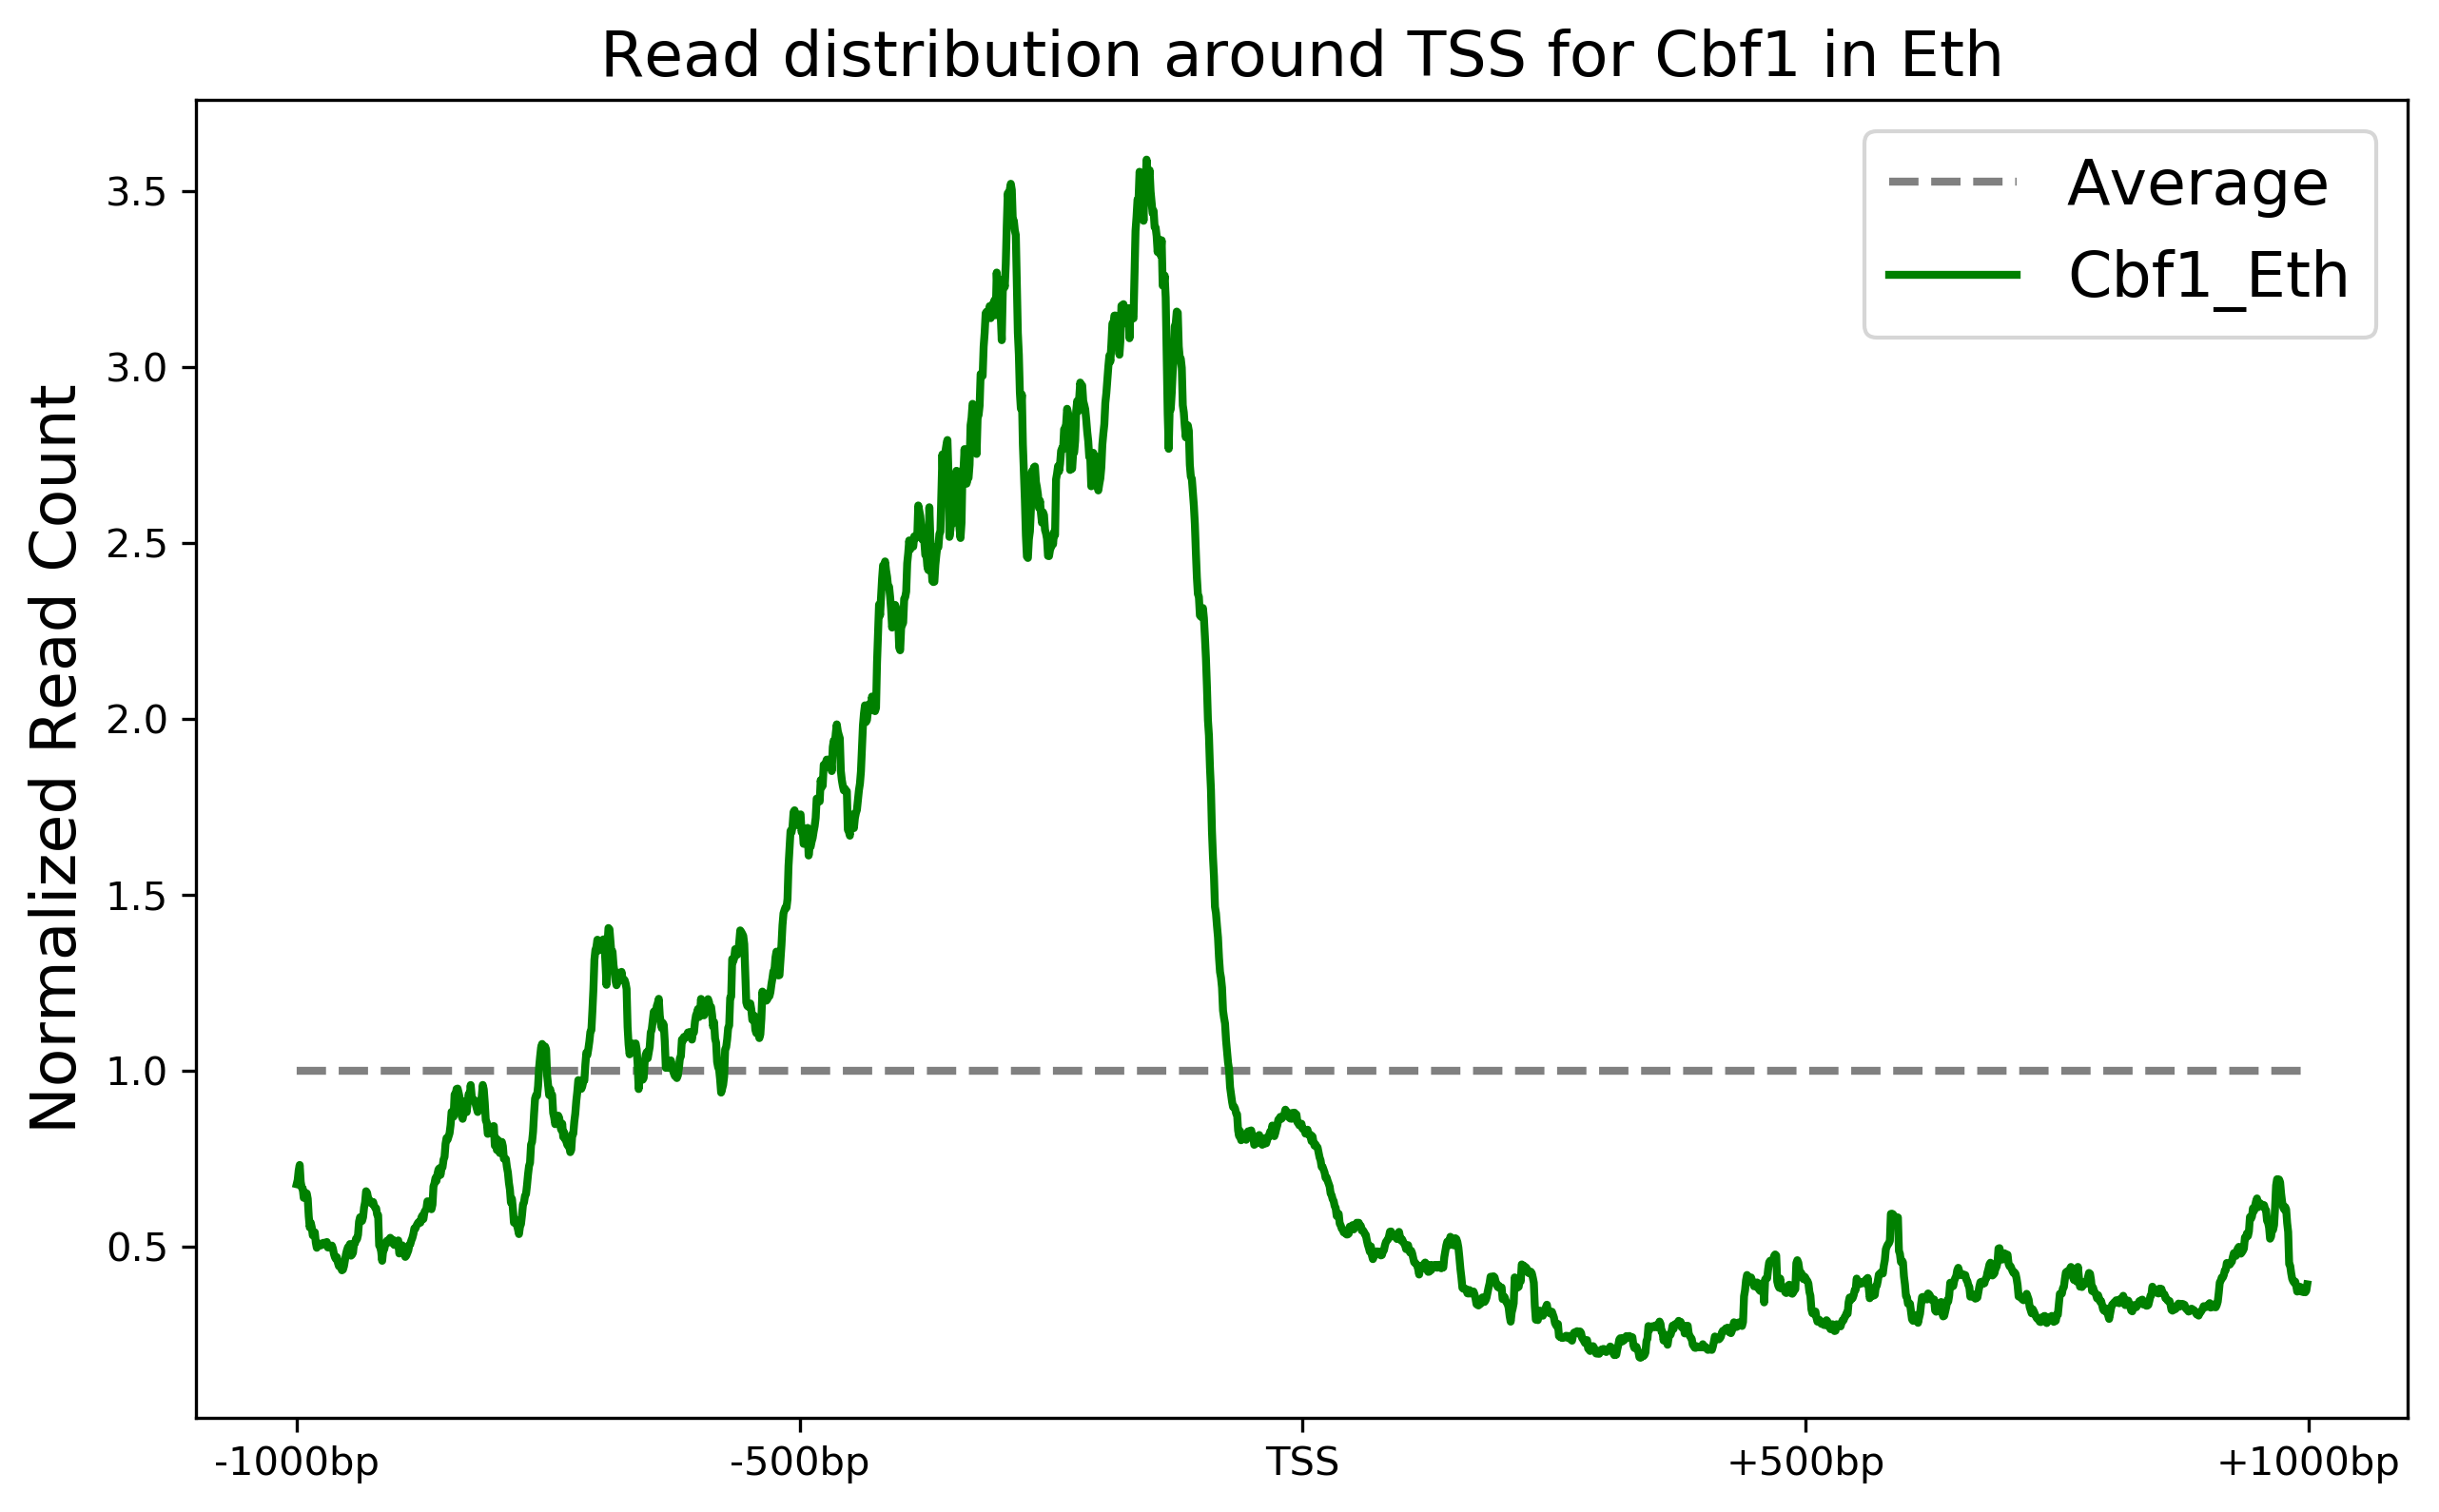 Read distribution around TSS for Cbf1 in Eth
Average
Cbf1_Eth
Normalized Read Count
3.5
3.0
2.5
2.0
1.5
1.0
0.5
-1000bp
-500bp
TSS
+500bp
+1000bp